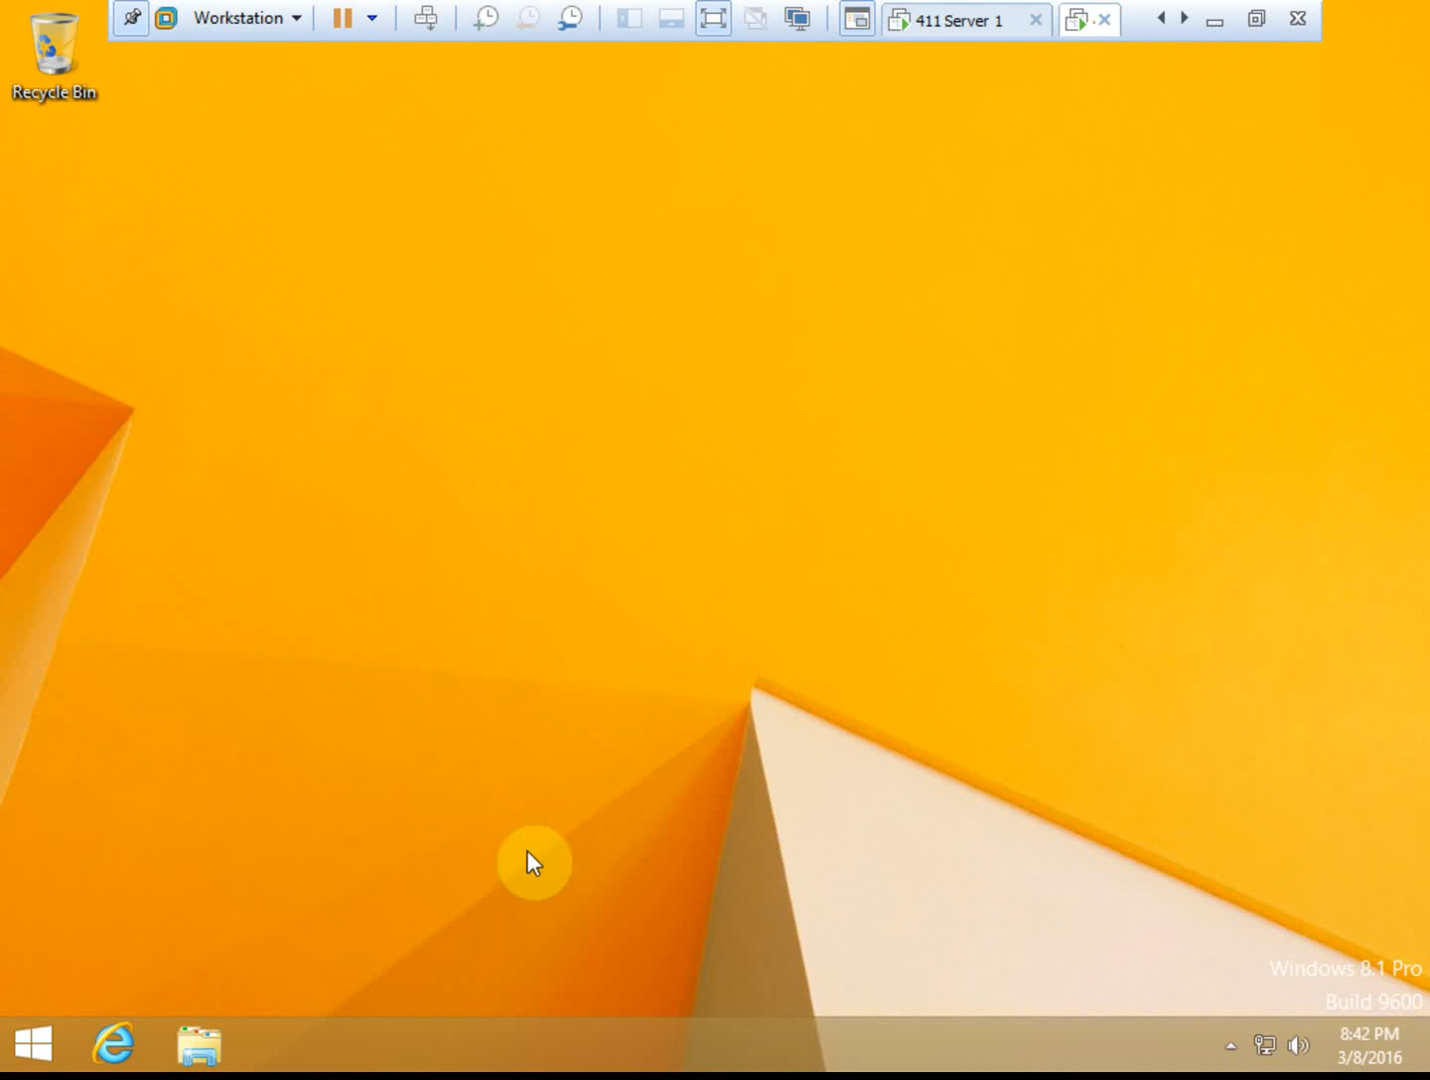 Workstation
411 Server 1
Recycle Bin
Windows 8.1 Pro
Build 9600
8:42 PM
3/8/2016